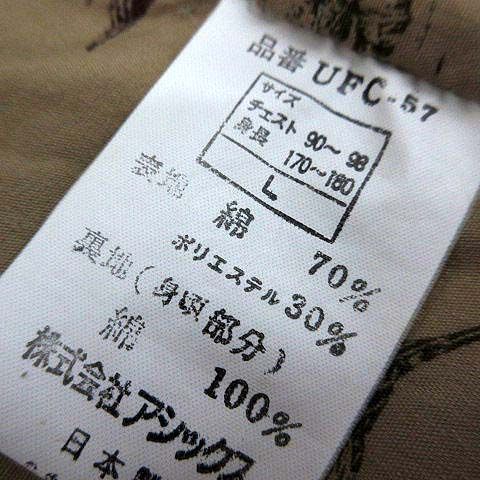 品番 UFC-57
サイズ
チェスト 90～98
身長 170～180
L
表地
綿 70%
ポリエステル 30%
裏地(身頃部分)
綿 100%
株式会社アシックス
日本製